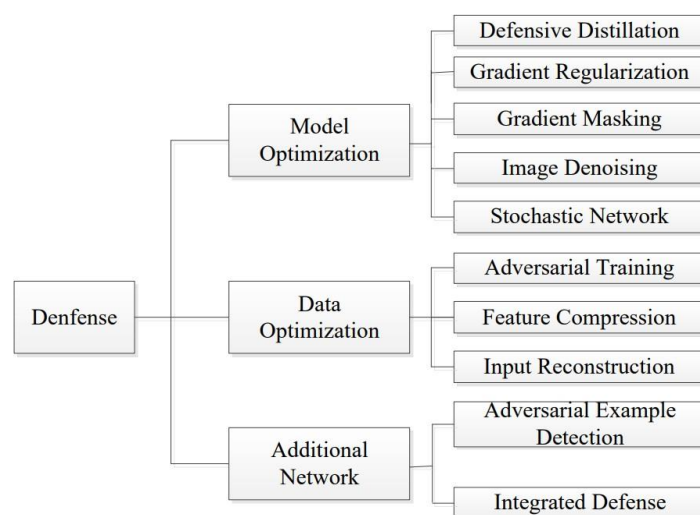 Denfense
Model
Optimization
Defensive Distillation
Gradient Regularization
Gradient Masking
Image Denoising
Stochastic Network
Data
Optimization
Adversarial Training
Feature Compression
Input Reconstruction
Additional
Network
Adversarial Example
Detection
Integrated Defense